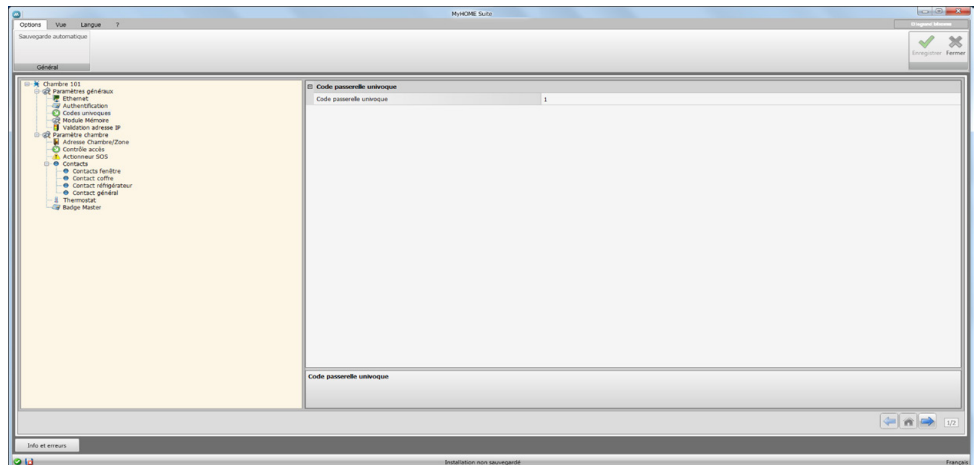 MyHOME Suite
Options Vue Langue ?
Sauvegarde automatique
Enregistrer Fermer
Général
Chambre 101
Paramètres généraux
Ethernet
Authentification
Codes univoques
Module Mémoire
Validation adresse IP
Paramètre chambre
Adresse Chambre/Zone
Contrôle accès
Actionneur SOS
Contacts
Contacts fenêtre
Contact coffre
Contact réfrigérateur
Contact général
Thermostat
Badge Master
Code passerelle univoque
Code passerelle univoque 1
Code passerelle univoque
1/2
Info et erreurs
Installation non sauvegardé
Français